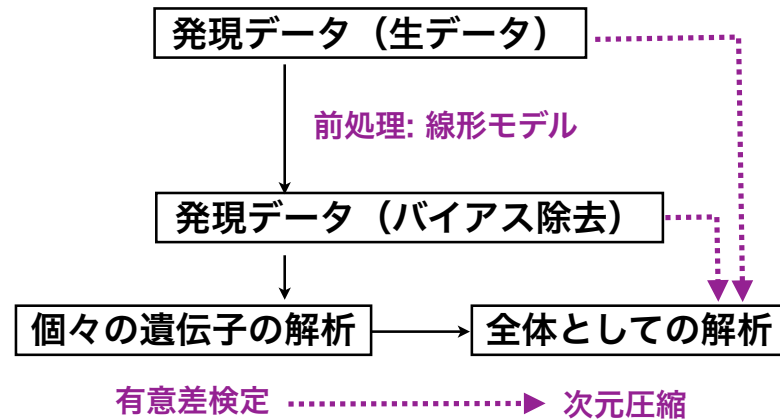 発現データ（生データ）
前処理: 線形モデル
発現データ（バイアス除去）
個々の遺伝子の解析
全体としての解析
有意差検定
次元圧縮